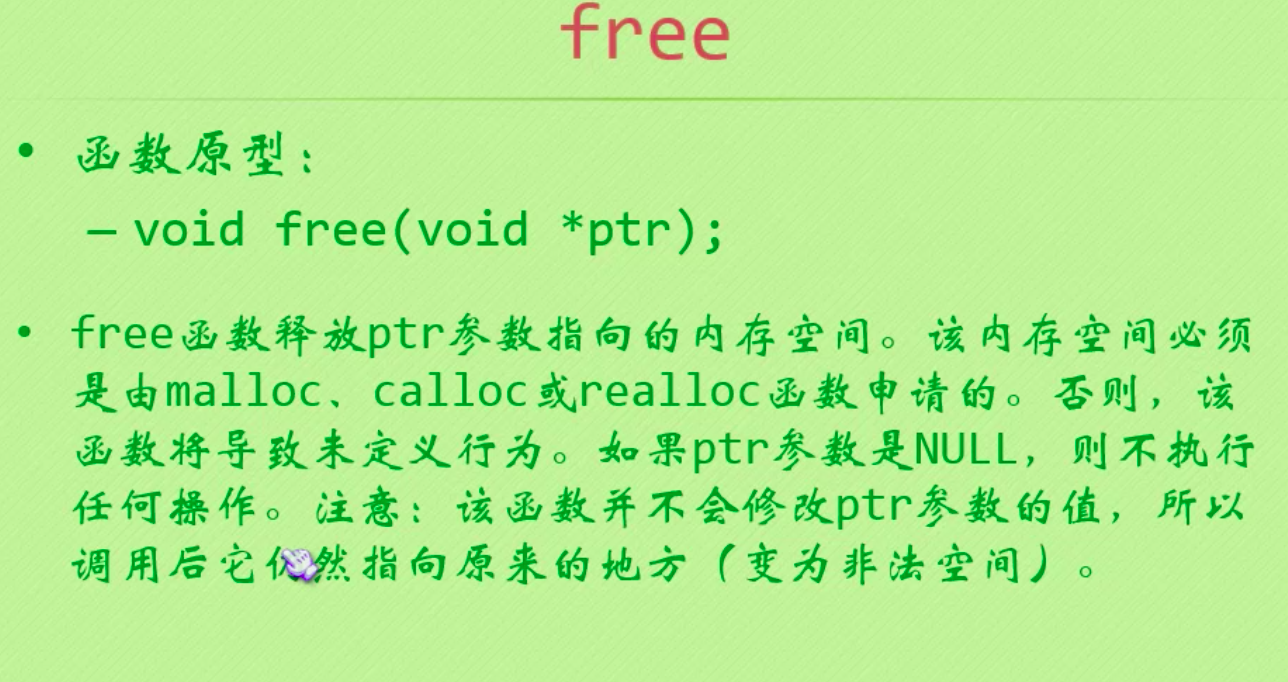 free
• 函数原型：
– void free(void *ptr);
• free函数释放ptr参数指向的内存空间。该内存空间必须
是由malloc、calloc或realloc函数申请的。否则，该
函数将导致未定义行为。如果ptr参数是NULL，则不执行
任何操作。注意：该函数并不会修改ptr参数的值，所以
调用后它仍然指向原来的地方（变为非法空间）。